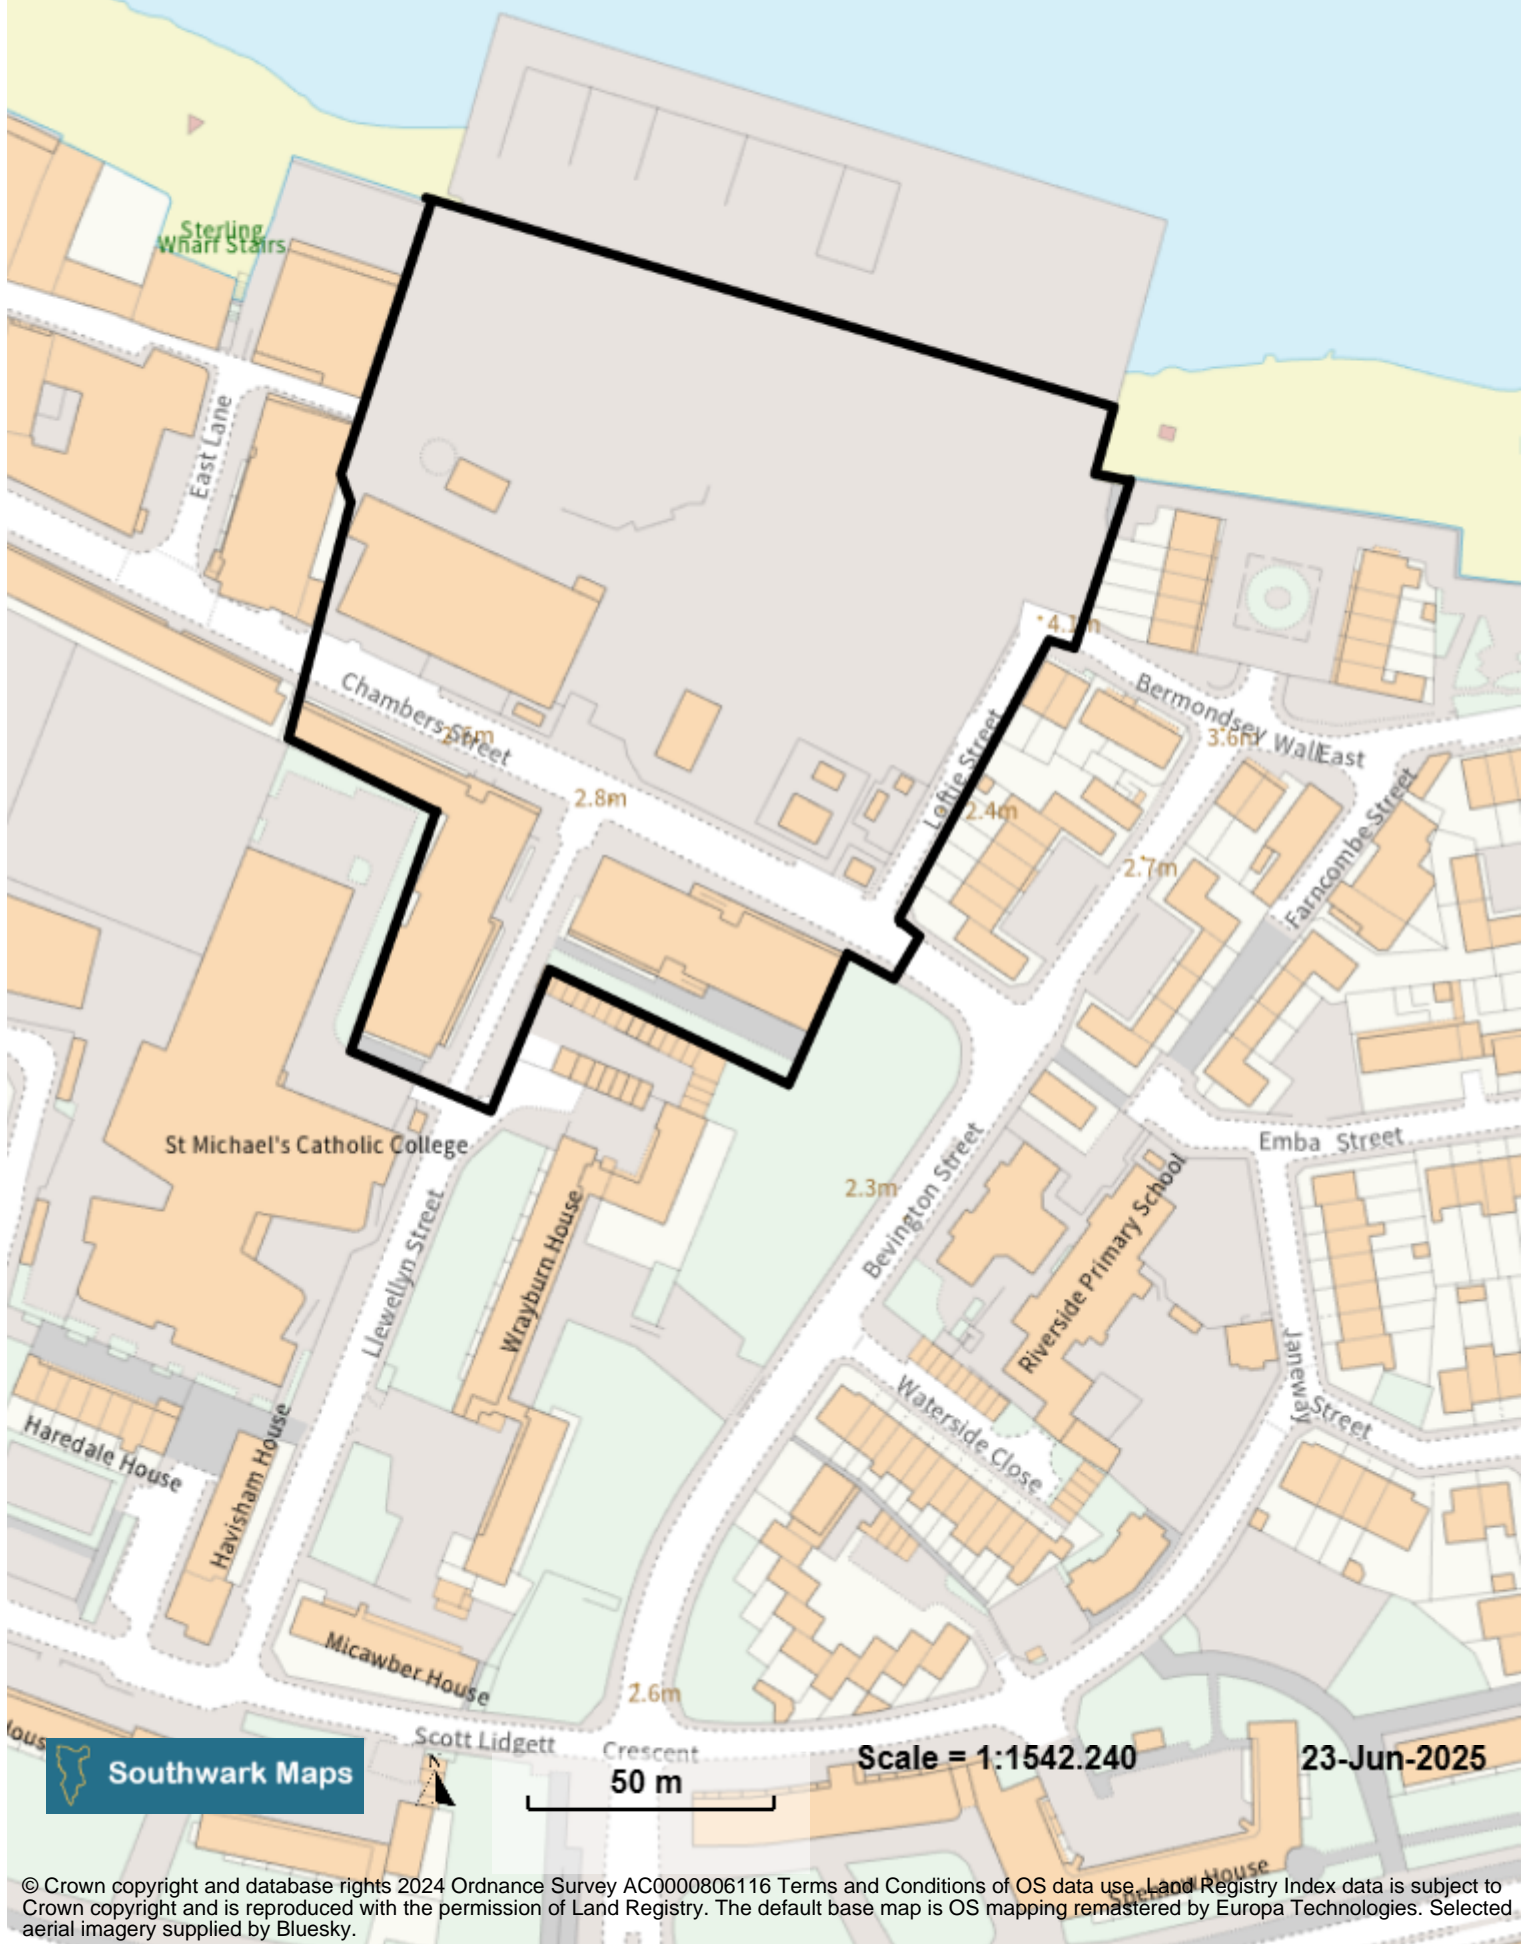 Sterling
Wharf Stairs
East Lane
4.1m
Chambers Street
2.8m
Loftie Street
2.4m
Bermondsey Wall East
3.6m
2.7m
Farncombe Street
St Michael's Catholic College
Llewellyn Street
Wrayburn House
2.3m
Bevington Street
Riverside Primary School
Emba Street
Janeway Street
Waterside Close
Haredale House
Havisham House
Micawber House
2.6m
Scott Lidgett Crescent
Southwark Maps
N
50 m
Scale = 1:1542.240
23-Jun-2025
Spenlow House
© Crown copyright and database rights 2024 Ordnance Survey AC0000806116 Terms and Conditions of OS data use. Land Registry Index data is subject to
Crown copyright and is reproduced with the permission of Land Registry. The default base map is OS mapping remastered by Europa Technologies. Selected
aerial imagery supplied by Bluesky.